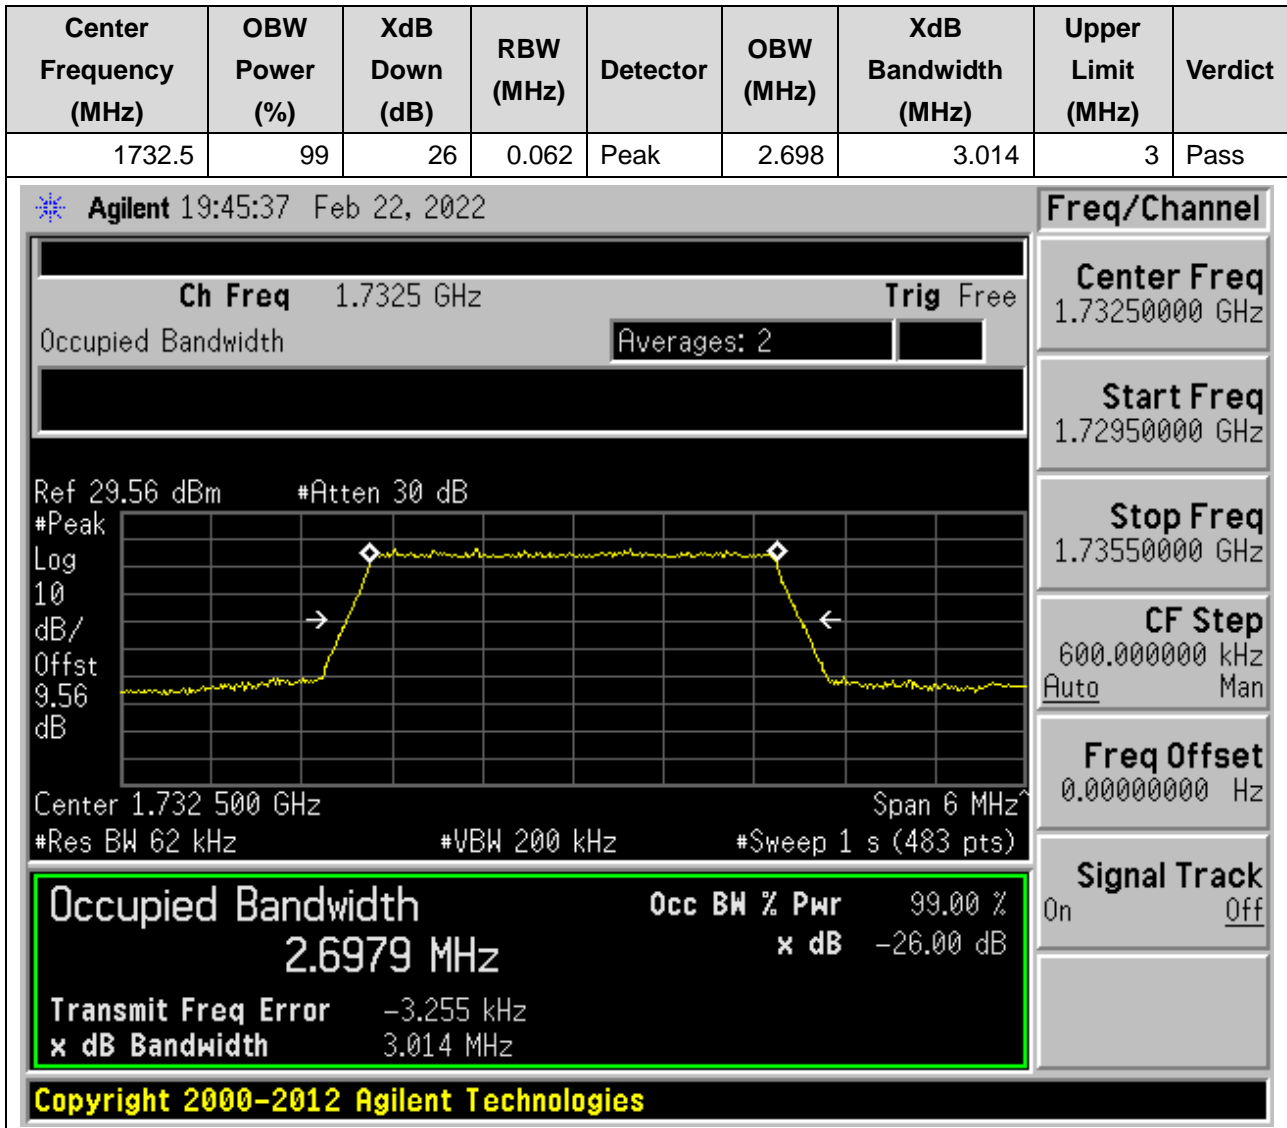 Center Frequency (MHz) OBW Power (%) XdB Down (dB) RBW (MHz) Detector OBW (MHz) XdB Bandwidth (MHz) Upper Limit (MHz) Verdict
1732.5 99 26 0.062 Peak 2.698 3.014 3 Pass
Agilent 19:45:37 Feb 22, 2022
Freq/Channel
Ch Freq 1.7325 GHz Trig Free
Occupied Bandwidth Averages: 2
Center Freq
1.73250000 GHz
Start Freq
1.72950000 GHz
Stop Freq
1.73550000 GHz
CF Step
600.000000 kHz
Auto Man
Freq Offset
0.00000000 Hz
Signal Track
On Off
Ref 29.56 dBm #Atten 30 dB
#Peak
Log
10
dB/
Offst
9.56
dB
Center 1.732 500 GHz Span 6 MHz^
#Res BW 62 kHz #VBW 200 kHz #Sweep 1 s (483 pts)
Occupied Bandwidth
2.6979 MHz
Occ BW % Pwr 99.00 %
x dB -26.00 dB
Transmit Freq Error -3.255 kHz
x dB Bandwidth 3.014 MHz
Copyright 2000-2012 Agilent Technologies